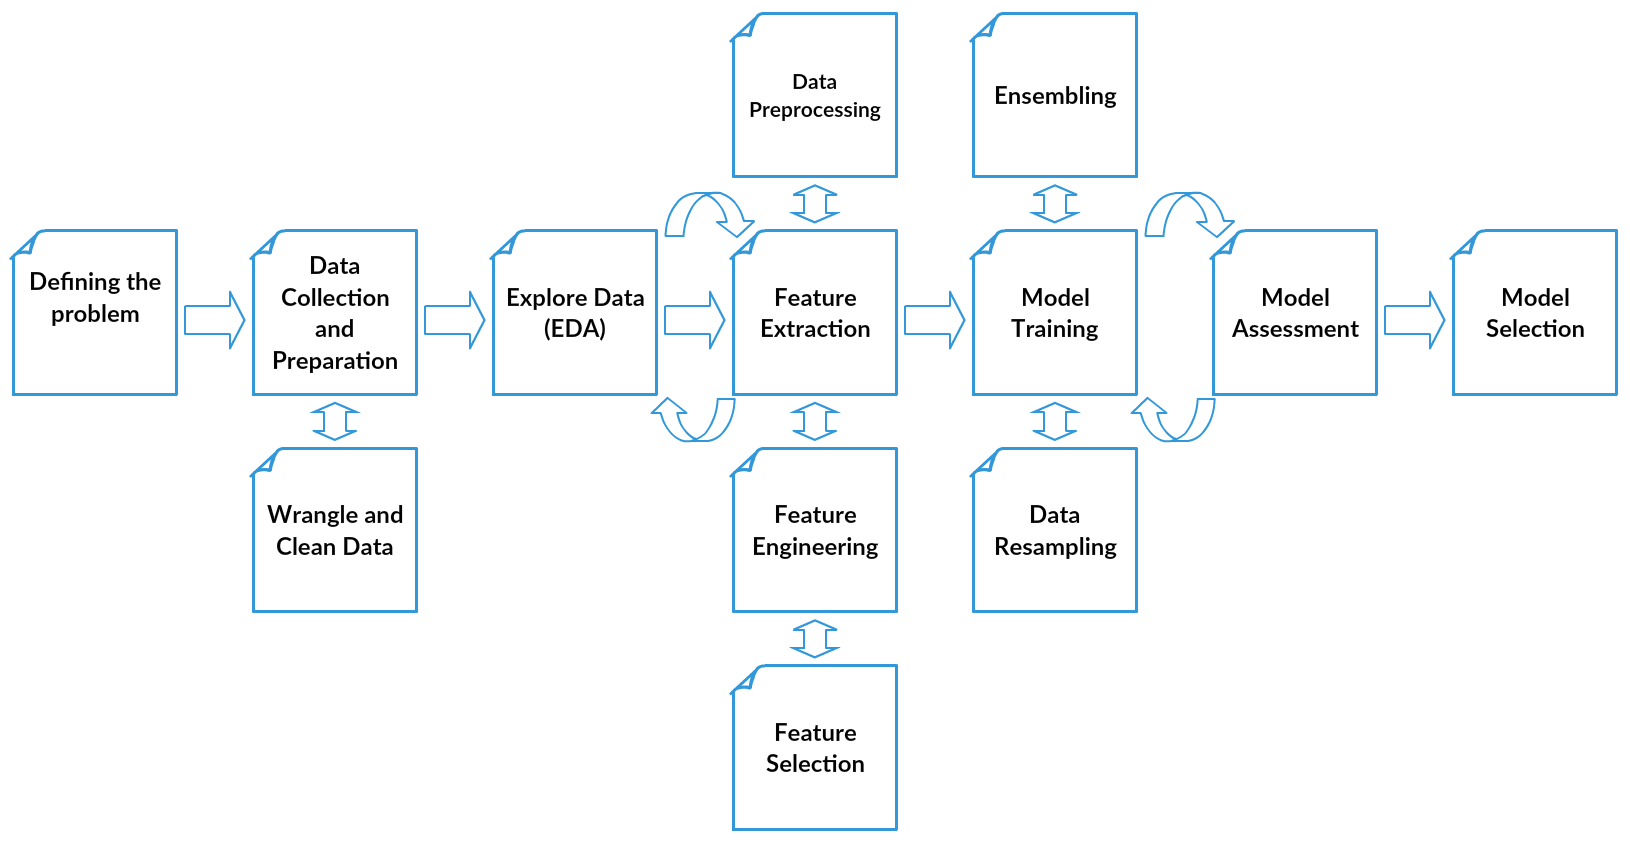 Data
Preprocessing
Ensembling
Defining the
problem
Data
Collection
and
Preparation
Explore Data
(EDA)
Feature
Extraction
Model
Training
Model
Assessment
Model
Selection
Wrangle and
Clean Data
Feature
Engineering
Data
Resampling
Feature
Selection